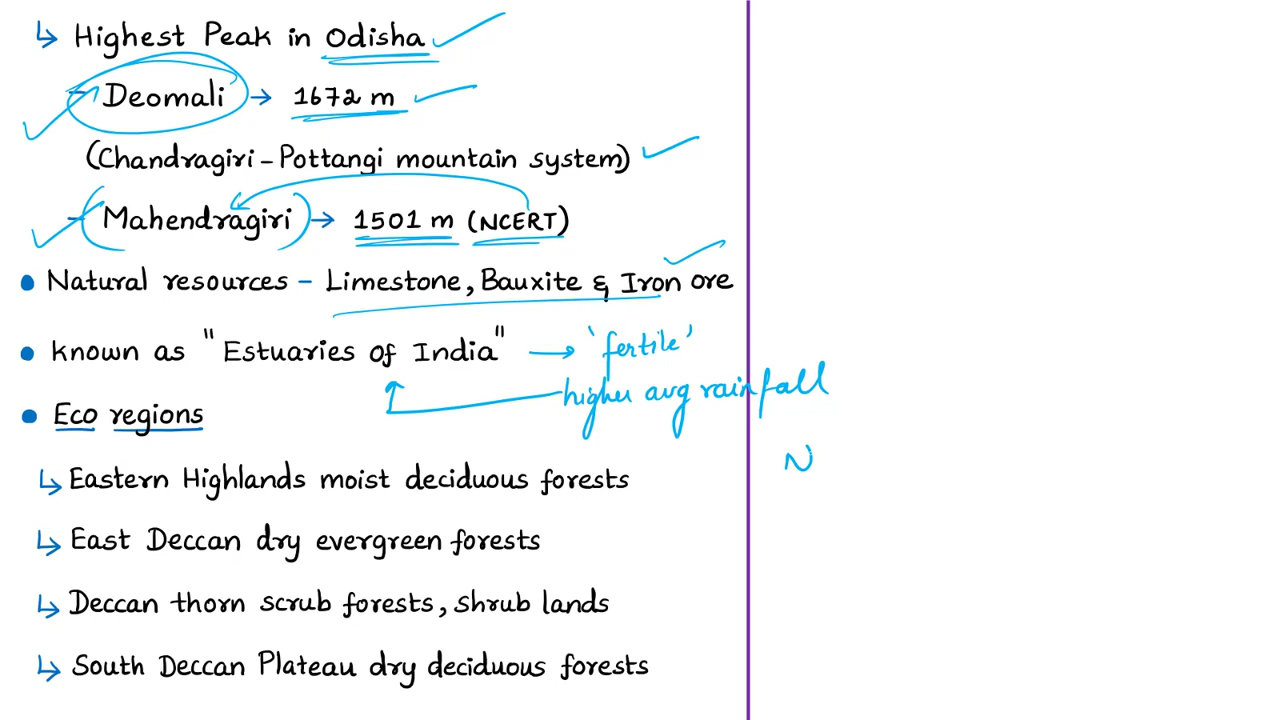 ↳ Highest Peak in Odisha
- Deomali → 1672 m
(Chandragiri - Pottangi mountain system)
- Mahendragiri → 1501 m (NCERT)
• Natural resources - Limestone, Bauxite & Iron ore
• known as "Estuaries of India" → 'fertile'
higher avg rainfall
• Eco regions
N
↳ Eastern Highlands moist deciduous forests
↳ East Deccan dry evergreen forests
↳ Deccan thorn scrub forests, shrub lands
↳ South Deccan Plateau dry deciduous forests